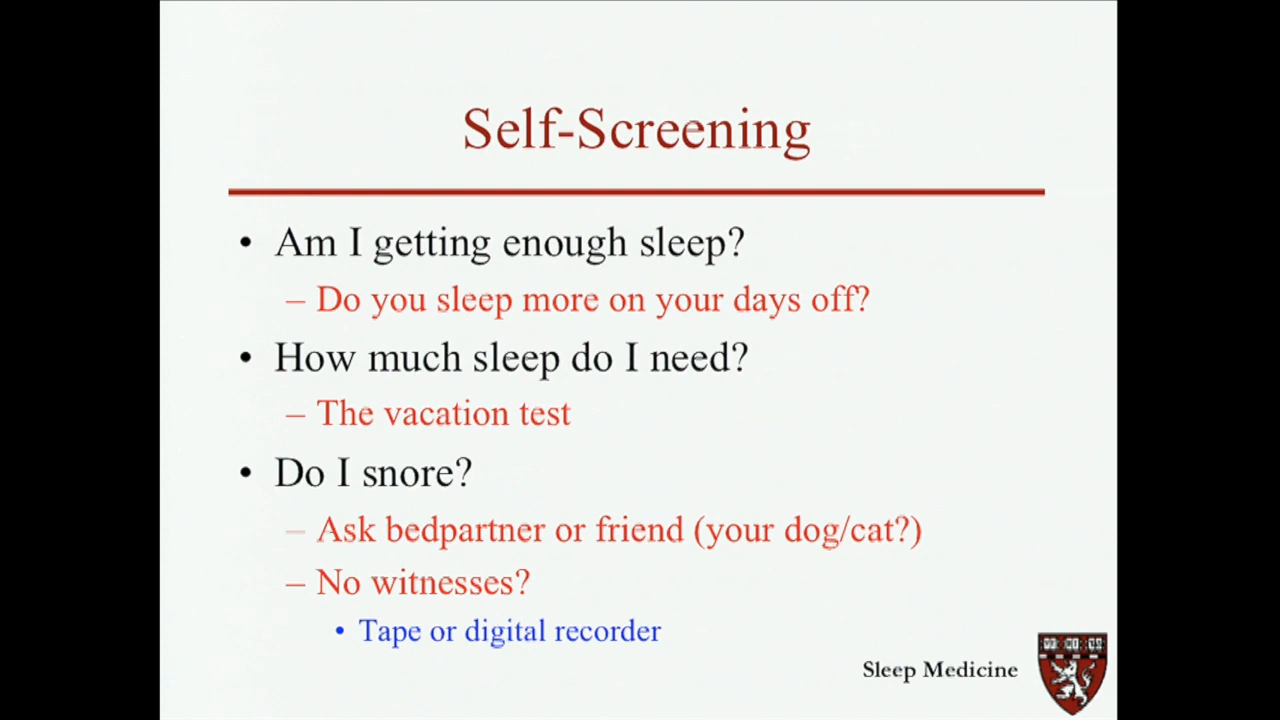 Self-Screening
• Am I getting enough sleep?
– Do you sleep more on your days off?
• How much sleep do I need?
– The vacation test
• Do I snore?
– Ask bedpartner or friend (your dog/cat?)
– No witnesses?
• Tape or digital recorder
Sleep Medicine